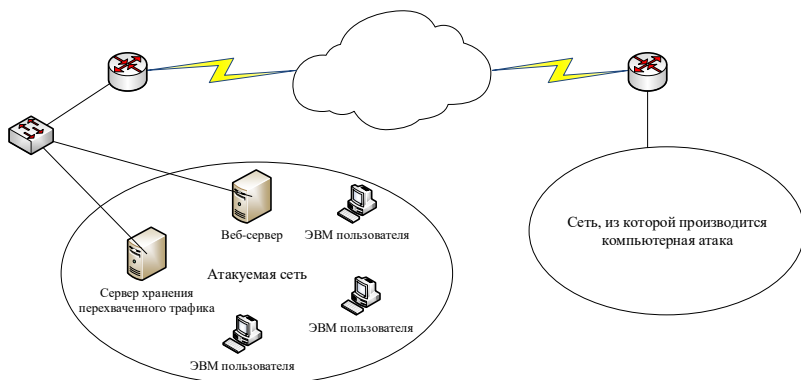 Веб-сервер
ЭВМ пользователя
Сеть, из которой производится
компьютерная атака
Атакуемая сеть
Сервер хранения
перехваченного трафика
ЭВМ пользователя
ЭВМ пользователя